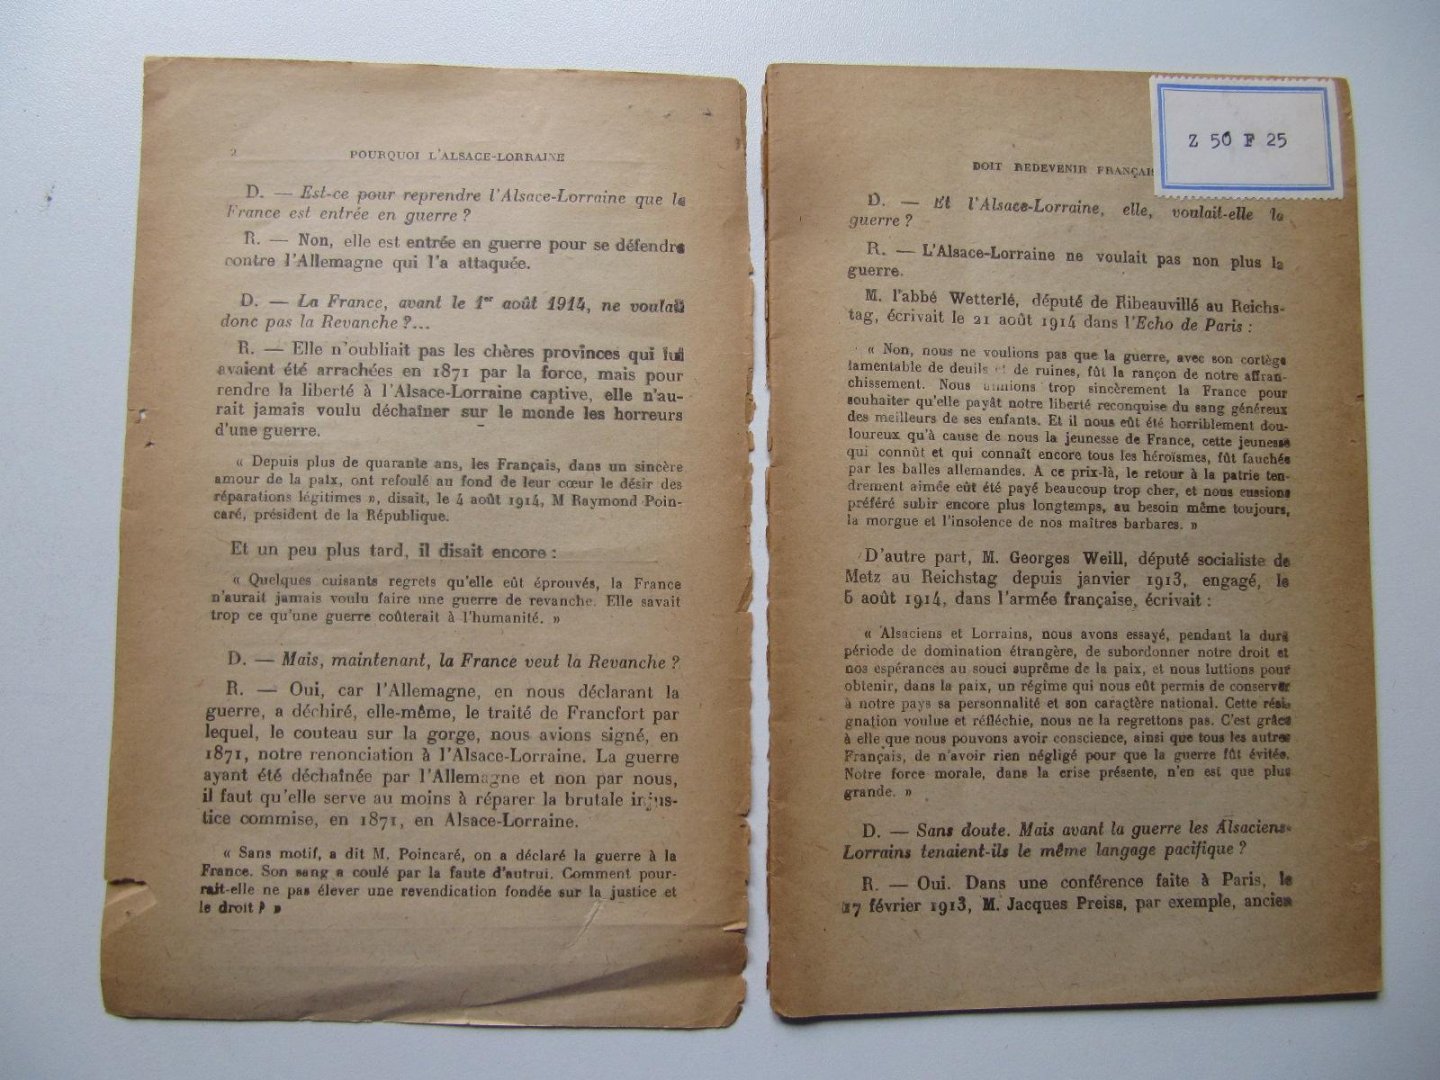 2 POURQUOI L'ALSACE-LORRAINE
D. — Est-ce pour reprendre l'Alsace-Lorraine que la
France est entrée en guerre ?
R. — Non, elle est entrée en guerre pour se défendre
contre l'Allemagne qui l'a attaquée.
D. — La France, avant le 1er août 1914, ne voulait
donc pas la Revanche ?...
R. — Elle n'oubliait pas les chères provinces qui lui
avaient été arrachées en 1871 par la force, mais pour
rendre la liberté à l'Alsace-Lorraine captive, elle n'au-
rait jamais voulu déchaîner sur le monde les horreurs
d'une guerre.
« Depuis plus de quarante ans, les Français, dans un sincère
amour de la paix, ont refoulé au fond de leur cœur le désir des
réparations légitimes », disait, le 4 août 1914, M Raymond Poin-
caré, président de la République.
Et un peu plus tard, il disait encore :
« Quelques cuisants regrets qu'elle eût éprouvés, la France
n'aurait jamais voulu faire une guerre de revanche. Elle savait
trop ce qu'une guerre coûterait à l'humanité. »
D. — Mais, maintenant, la France veut la Revanche ?
R. — Oui, car l'Allemagne, en nous déclarant la
guerre, a déchiré, elle-même, le traité de Francfort par
lequel, le couteau sur la gorge, nous avions signé, en
1871, notre renonciation à l'Alsace-Lorraine. La guerre
ayant été déchaînée par l'Allemagne et non par nous,
il faut qu'elle serve au moins à réparer la brutale injus-
tice commise, en 1871, en Alsace-Lorraine.
« Sans motif, a dit M. Poincaré, on a déclaré la guerre à la
France. Son sang a coulé par la faute d'autrui. Comment pour-
rait-elle ne pas élever une revendication fondée sur la justice et
le droit ? »
Z 50 F 25
DOIT REDEVENIR FRANÇAIS
D. — Et l'Alsace-Lorraine, elle, voulait-elle la
guerre ?
R. — L'Alsace-Lorraine ne voulait pas non plus la
guerre.
M. l'abbé Wetterlé, député de Ribeauvillé au Reichs-
tag, écrivait le 21 août 1914 dans l'Echo de Paris :
« Non, nous ne voulions pas que la guerre, avec son cortège
lamentable de deuils et de ruines, fût la rançon de notre affran-
chissement. Nous aimions trop sincèrement la France pour
souhaiter qu'elle payât notre liberté reconquise du sang généreux
des meilleurs de ses enfants. Et il nous eût été horriblement dou-
loureux qu'à cause de nous la jeunesse de France, cette jeunesse
qui connût et qui connaît encore tous les héroïsmes, fût fauchée
par les balles allemandes. A ce prix-là, le retour à la patrie ten-
drement aimée eût été payé beaucoup trop cher, et nous eussions
préféré subir encore plus longtemps, au besoin même toujours,
la morgue et l'insolence de nos maîtres barbares. »
D'autre part, M. Georges Weill, député socialiste de
Metz au Reichstag depuis janvier 1913, engagé, le
5 août 1914, dans l'armée française, écrivait :
« Alsaciens et Lorrains, nous avons essayé, pendant la dure
période de domination étrangère, de subordonner notre droit et
nos espérances au souci suprême de la paix, et nous luttions pour
obtenir, dans la paix, un régime qui nous eût permis de conserver
à notre pays sa personnalité et son caractère national. Cette rési-
gnation voulue et réfléchie, nous ne la regrettons pas. C'est grâce
à elle que nous pouvons avoir conscience, ainsi que tous les autres
Français, de n'avoir rien négligé pour que la guerre fût évitée.
Notre force morale, dans la crise présente, n'en est que plus
grande. »
D. — Sans doute. Mais avant la guerre les Alsaciens-
Lorrains tenaient-ils le même langage pacifique ?
R. — Oui. Dans une conférence faite à Paris, le
17 février 1913, M. Jacques Preiss, par exemple, ancien